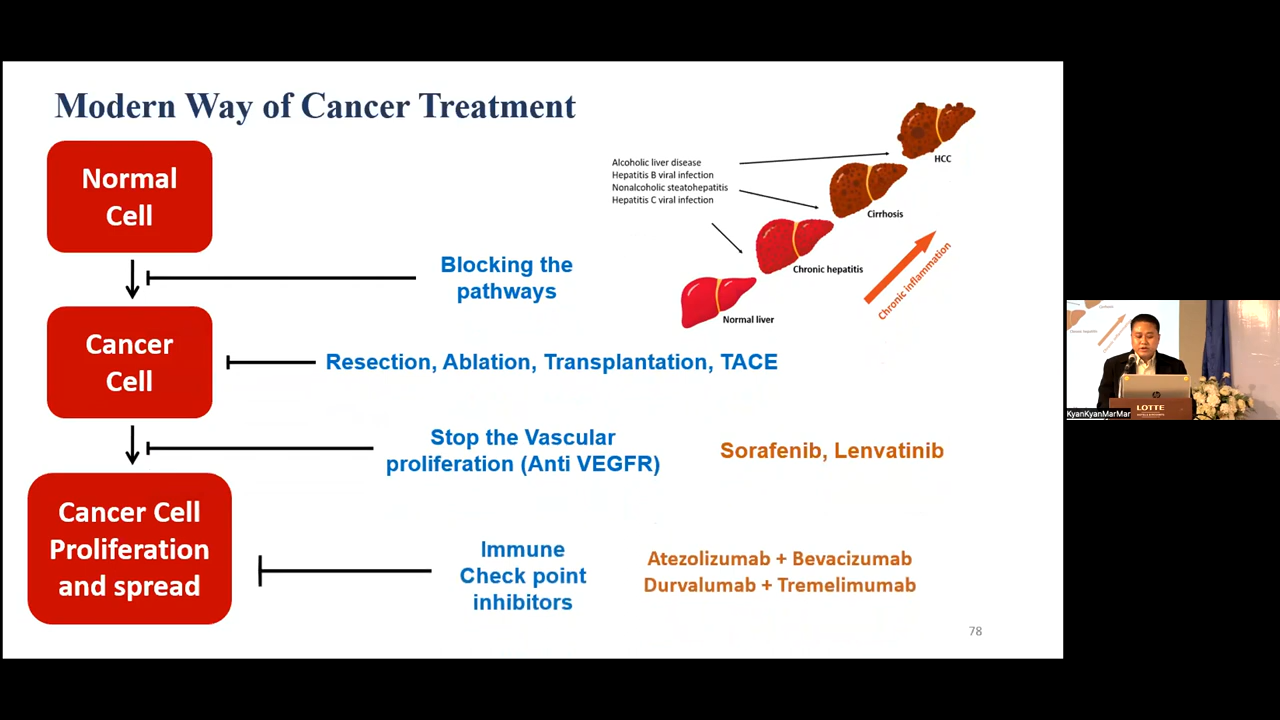 Modern Way of Cancer Treatment
Normal
Cell
Blocking the
pathways
Cancer
Cell
Resection, Ablation, Transplantation, TACE
Stop the Vascular
proliferation (Anti VEGFR)
Sorafenib, Lenvatinib
Cancer Cell
Proliferation
and spread
Immune
Check point
inhibitors
Atezolizumab + Bevacizumab
Durvalumab + Tremelimumab
Alcoholic liver disease
Hepatitis B viral infection
Nonalcoholic steatohepatitis
Hepatitis C viral infection
HCC
Cirrhosis
Chronic hepatitis
Normal liver
Chronic inflammation
78
LOTTE
KyanKyanMarMar